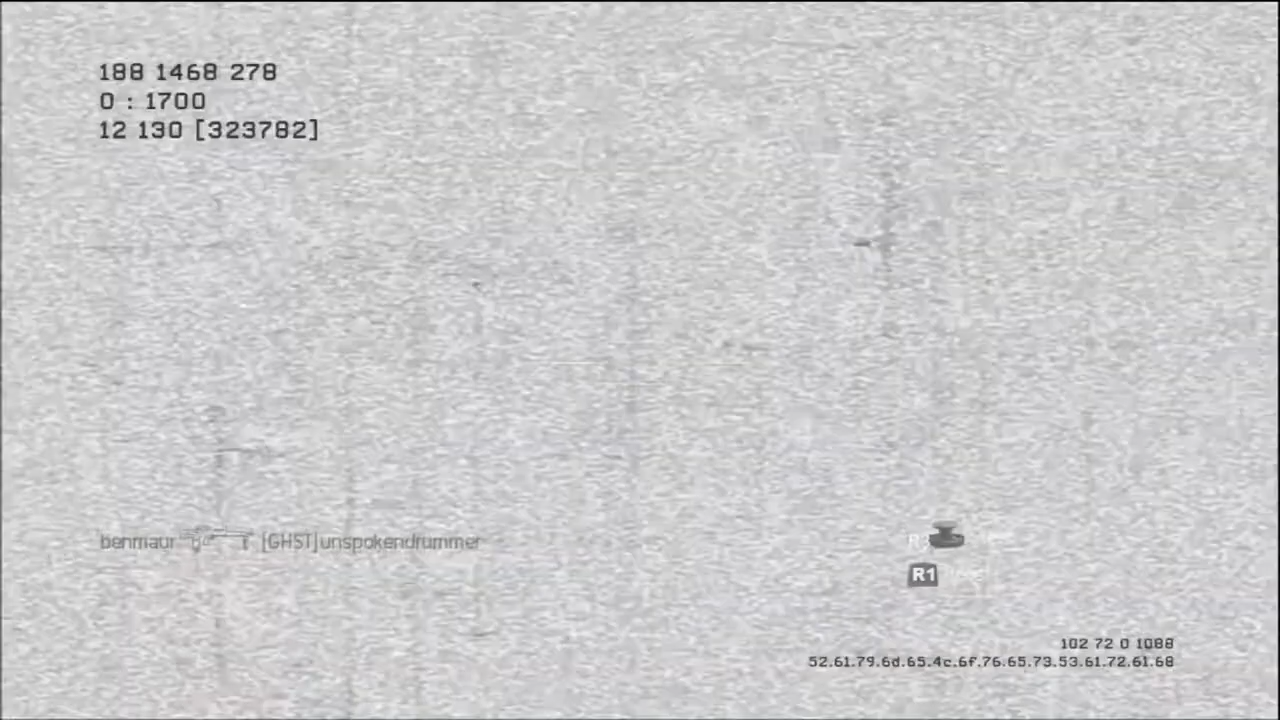 188 1468 278
0 : 1700
12 130 [323782]
benmaur [GHST]unspokendrummer
R3
R1
102 72 0 1088
52.61.79.6d.65.4c.6f.76.65.73.53.61.72.61.68